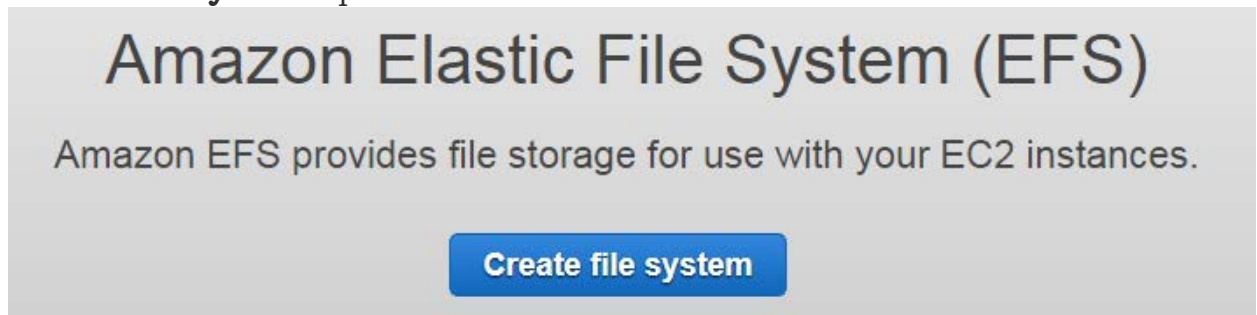 Amazon Elastic File System (EFS)
Amazon EFS provides file storage for use with your EC2 instances.
Create file system